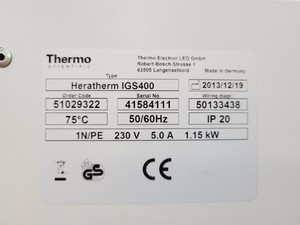 Thermo
SCIENTIFIC
Thermo Electron LED GmbH
Robert-Bosch-Strasse 1
63505 Langenselbold
Made in Germany
Type
Heratherm IGS400
2013/12/19
Order Code
Serial No.
Wiring diagr.
51029322
41584111
50133438
75°C
50/60Hz
IP 20
1N/PE 230 V 5.0 A 1.15 kW
CE
GS